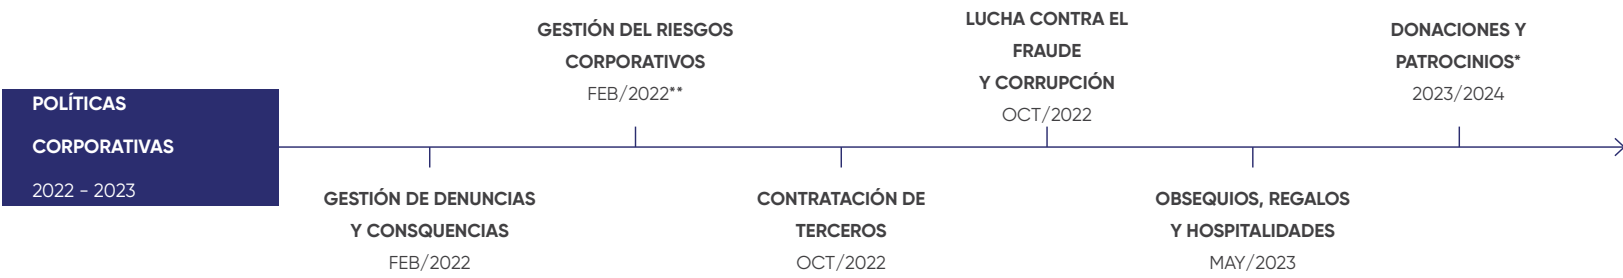 POLÍTICAS
CORPORATIVAS
2022 - 2023
GESTIÓN DE DENUNCIAS
Y CONSQUENCIAS
FEB/2022
GESTIÓN DEL RIESGOS
CORPORATIVOS
FEB/2022**
CONTRATACIÓN DE
TERCEROS
OCT/2022
LUCHA CONTRA EL
FRAUDE
Y CORRUPCIÓN
OCT/2022
OBSEQUIOS, REGALOS
Y HOSPITALIDADES
MAY/2023
DONACIONES Y
PATROCINIOS*
2023/2024